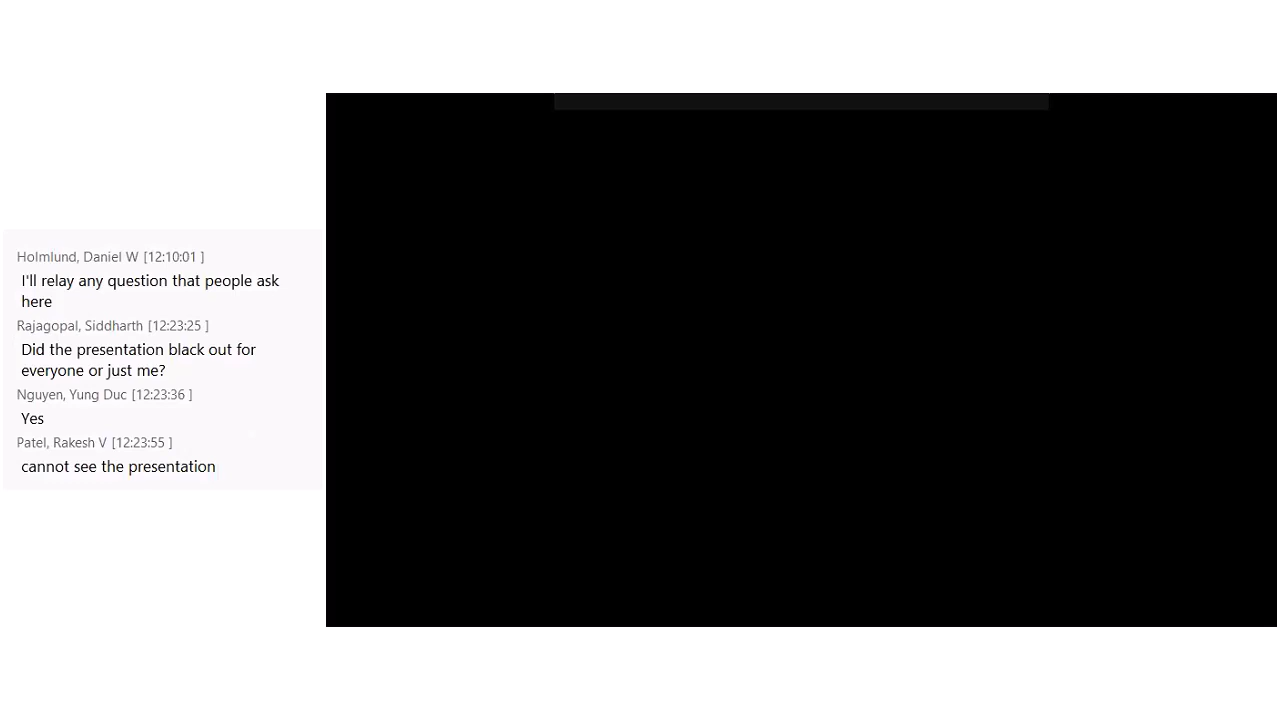 Holmlund, Daniel W [12:10:01 ]
I'll relay any question that people ask
here
Rajagopal, Siddharth [12:23:25 ]
Did the presentation black out for
everyone or just me?
Nguyen, Yung Duc [12:23:36 ]
Yes
Patel, Rakesh V [12:23:55 ]
cannot see the presentation